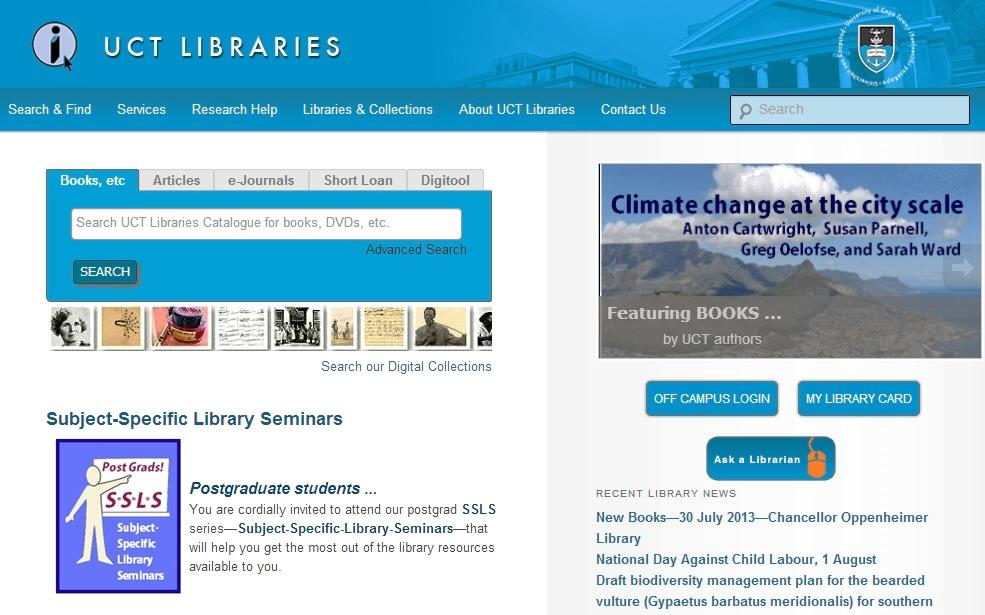 UCT LIBRARIES
Search & Find
Services
Research Help
Libraries & Collections
About UCT Libraries
Contact Us
Search
Books, etc
Articles
e-Journals
Short Loan
Digitool
Search UCT Libraries Catalogue for books, DVDs, etc.
Advanced Search
SEARCH
Search our Digital Collections
Subject-Specific Library Seminars
Post Grads!
S·S·L·S
Subject-
Specific
Library
Seminars
Postgraduate students ...
You are cordially invited to attend our postgrad SSLS
series—Subject-Specific-Library-Seminars—that
will help you get the most out of the library resources
available to you.
Climate change at the city scale
Anton Cartwright, Susan Parnell,
Greg Oelofse, and Sarah Ward
Featuring BOOKS ...
by UCT authors
OFF CAMPUS LOGIN
MY LIBRARY CARD
Ask a Librarian
RECENT LIBRARY NEWS
New Books—30 July 2013—Chancellor Oppenheimer
Library
National Day Against Child Labour, 1 August
Draft biodiversity management plan for the bearded
vulture (Gypaetus barbatus meridionalis) for southern